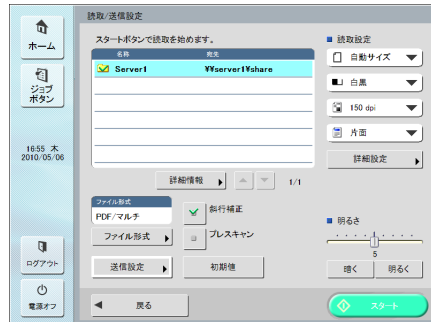 読取/送信設定
ホーム
ジョブ
ボタン
16:55 木
2010/05/06
ログアウト
電源オフ
スタートボタンで読取を始めます。
名称 宛先
Server1 ¥¥server1¥share
詳細情報 1/1
ファイル形式
PDF/マルチ
ファイル形式
斜行補正
プレスキャン
送信設定
初期値
戻る
読取設定
自動サイズ
白黒
150 dpi
片面
詳細設定
明るさ
5
暗く 明るく
スタート